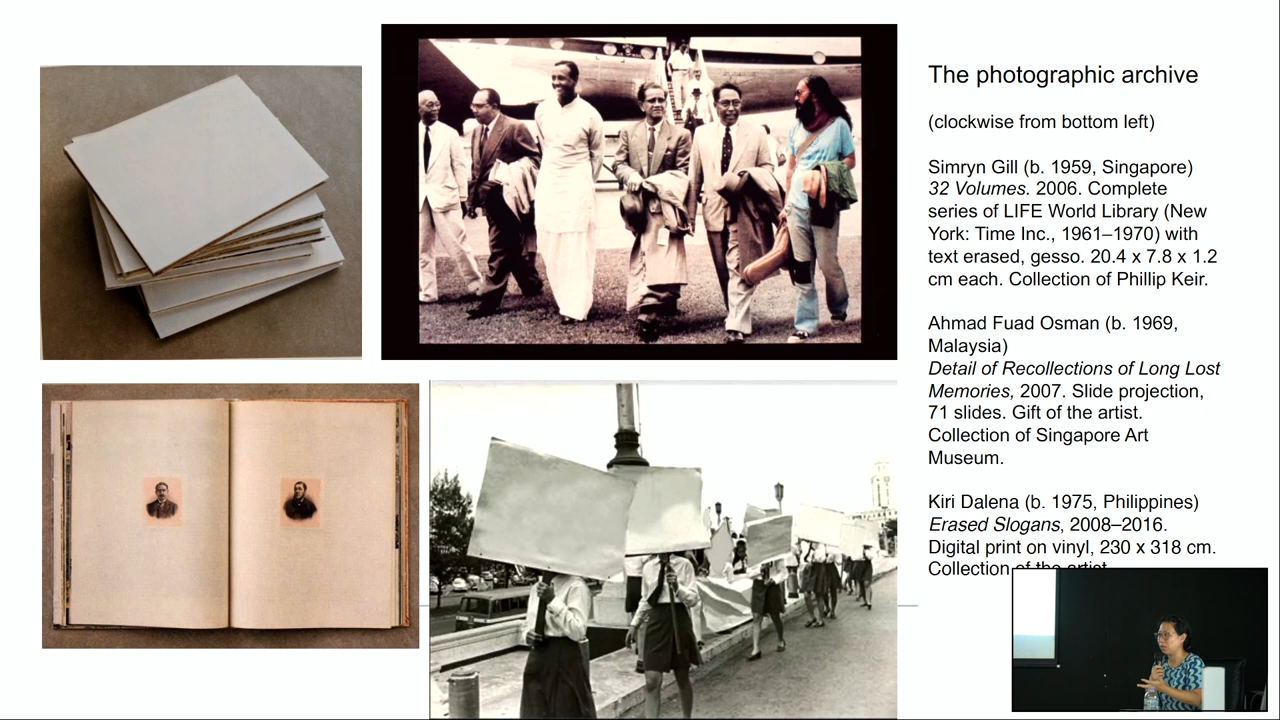 The photographic archive
(clockwise from bottom left)
Simryn Gill (b. 1959, Singapore)
32 Volumes. 2006. Complete
series of LIFE World Library (New
York: Time Inc., 1961–1970) with
text erased, gesso. 20.4 x 7.8 x 1.2
cm each. Collection of Phillip Keir.
Ahmad Fuad Osman (b. 1969,
Malaysia)
Detail of Recollections of Long Lost
Memories, 2007. Slide projection,
71 slides. Gift of the artist.
Collection of Singapore Art
Museum.
Kiri Dalena (b. 1975, Philippines)
Erased Slogans, 2008–2016.
Digital print on vinyl, 230 x 318 cm.
Collection of the artist